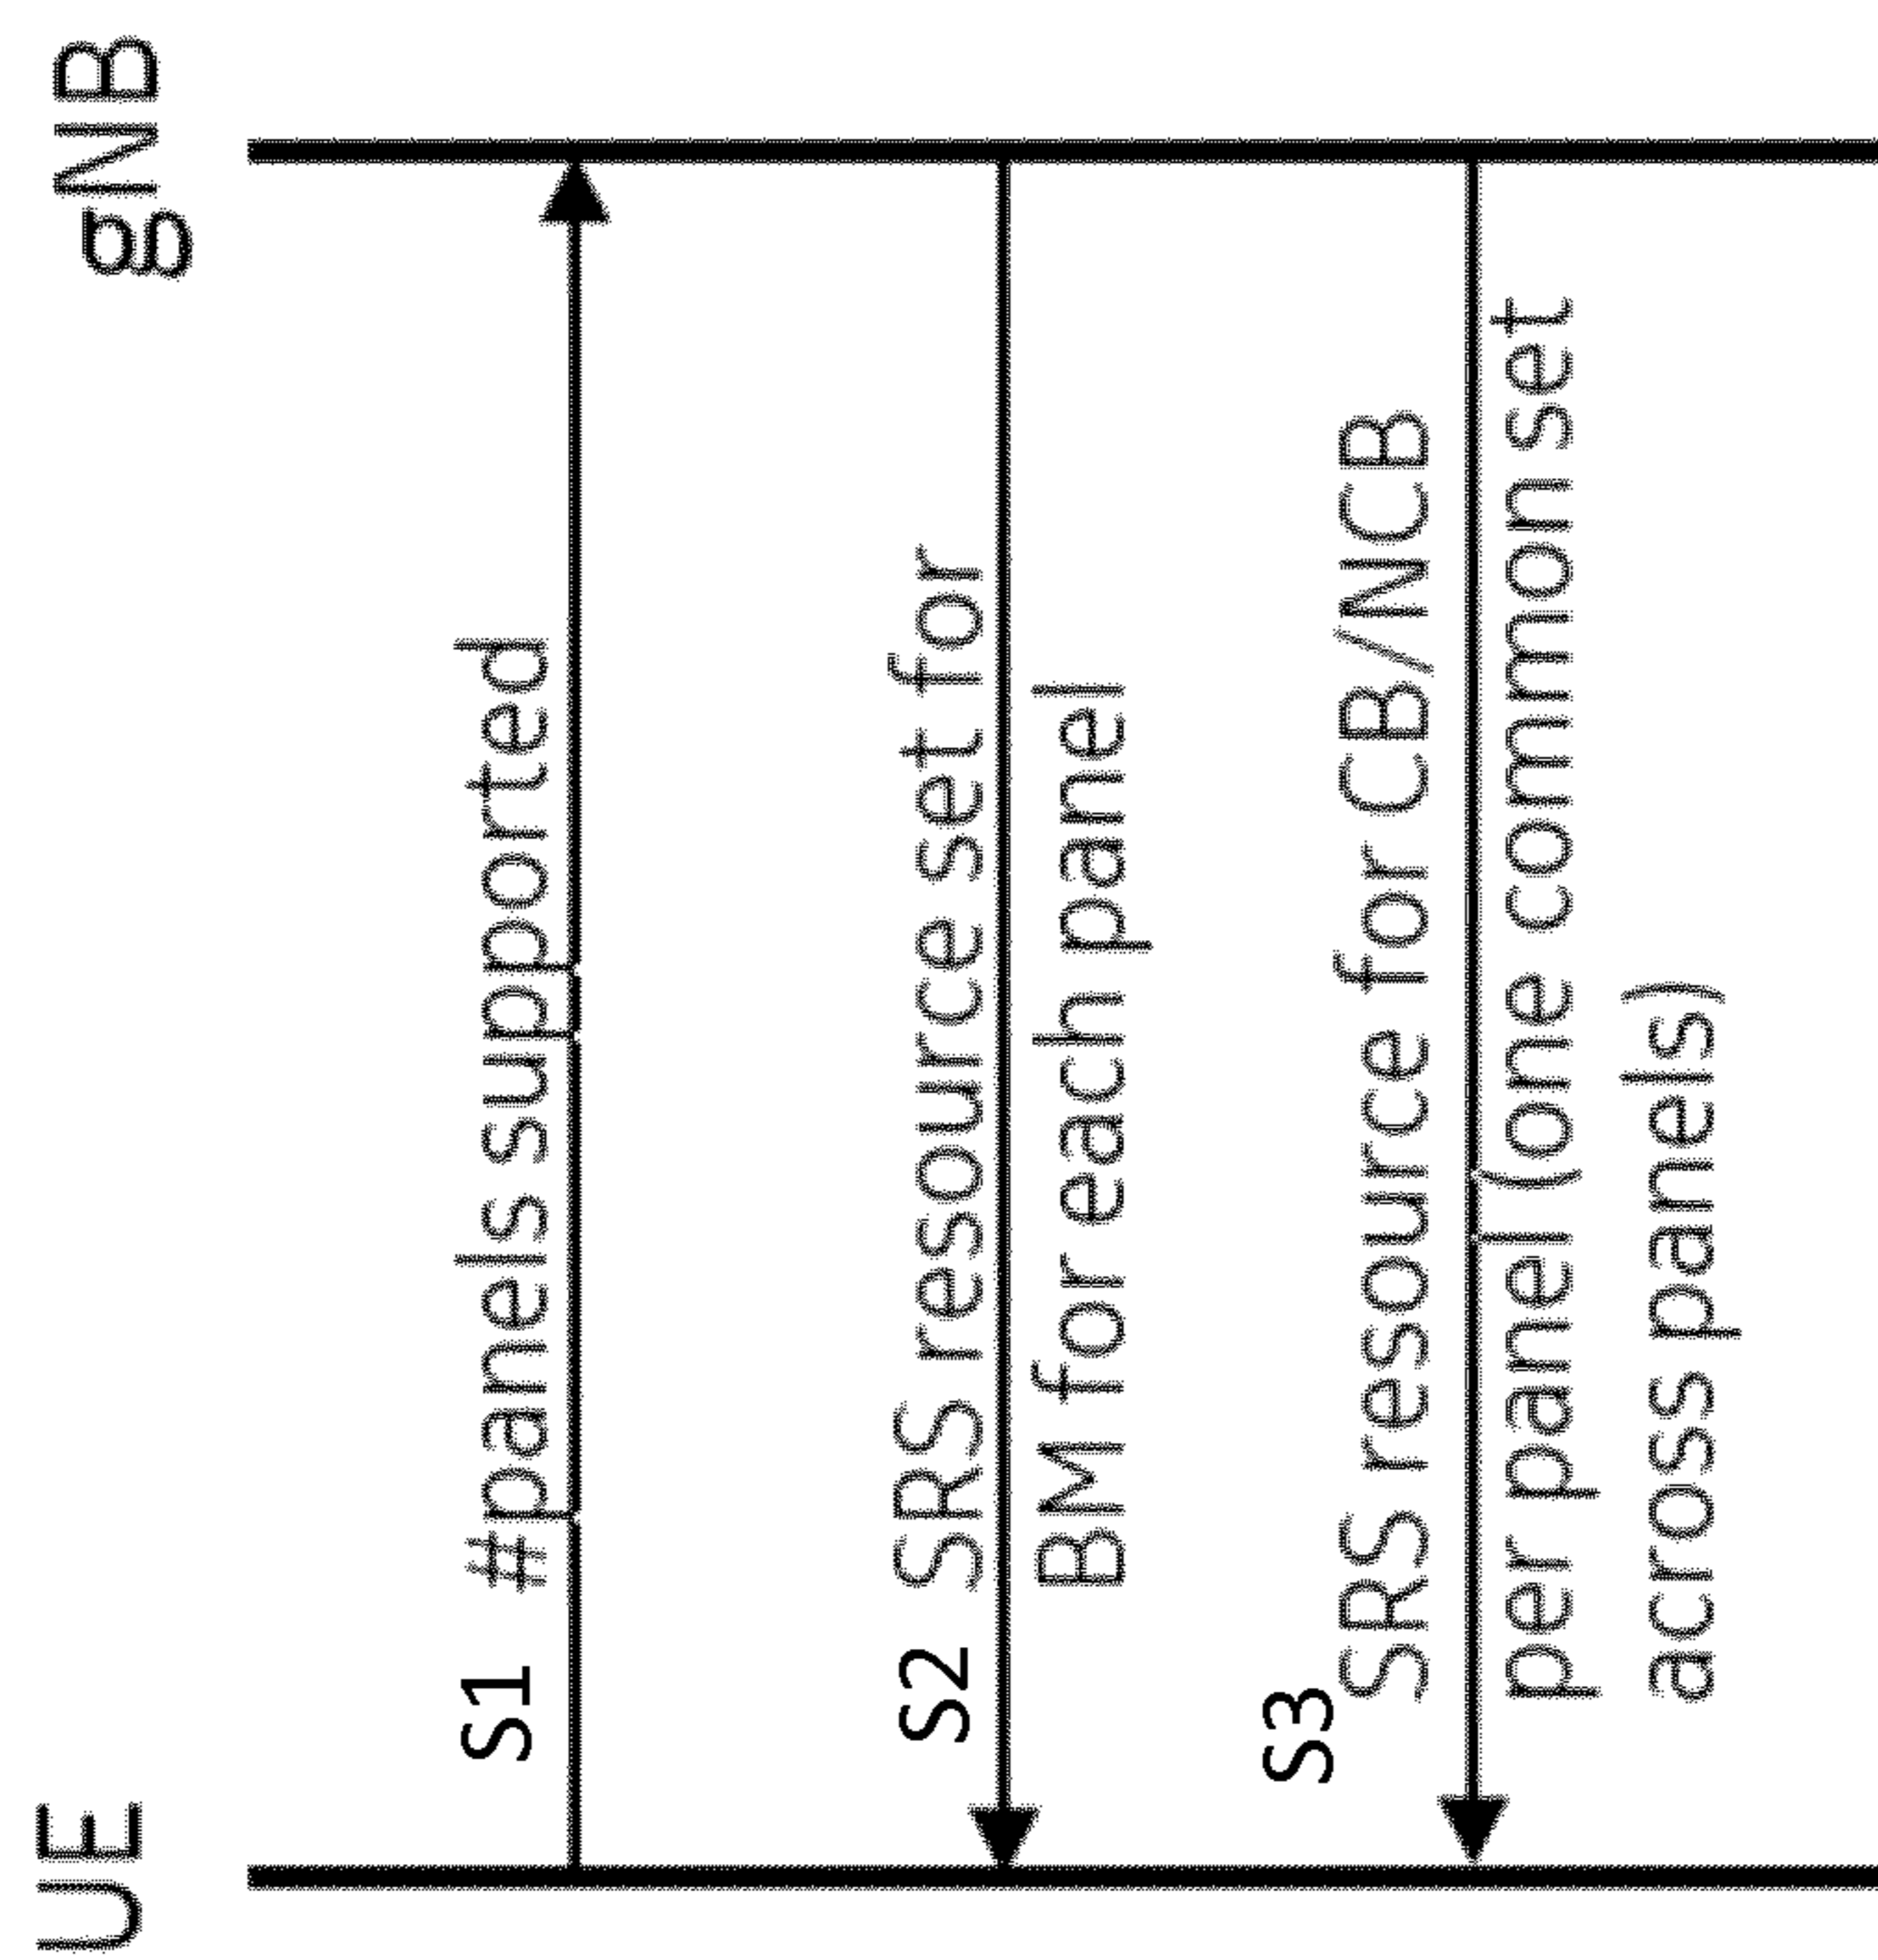 UE
gNB
S1 #panels supported
S2 SRS resource set for
BM for each panel
S3
SRS resource for CB/NCB
per panel (one common set
across panels)